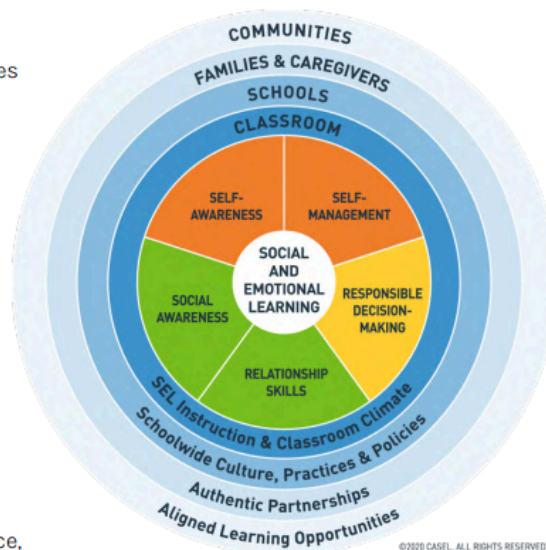 COMMUNITIES
es
FAMILIES & CAREGIVERS
SCHOOLS
CLASSROOM
SELF-
AWARENESS
SELF-
MANAGEMENT
SOCIAL
AND
EMOTIONAL
LEARNING
SOCIAL
AWARENESS
RESPONSIBLE
DECISION-
MAKING
RELATIONSHIP
SKILLS
SEL Instruction & Classroom Climate
Schoolwide Culture, Practices & Policies
Authentic Partnerships
Aligned Learning Opportunities
ce,
©2020 CASEL. ALL RIGHTS RESERVED